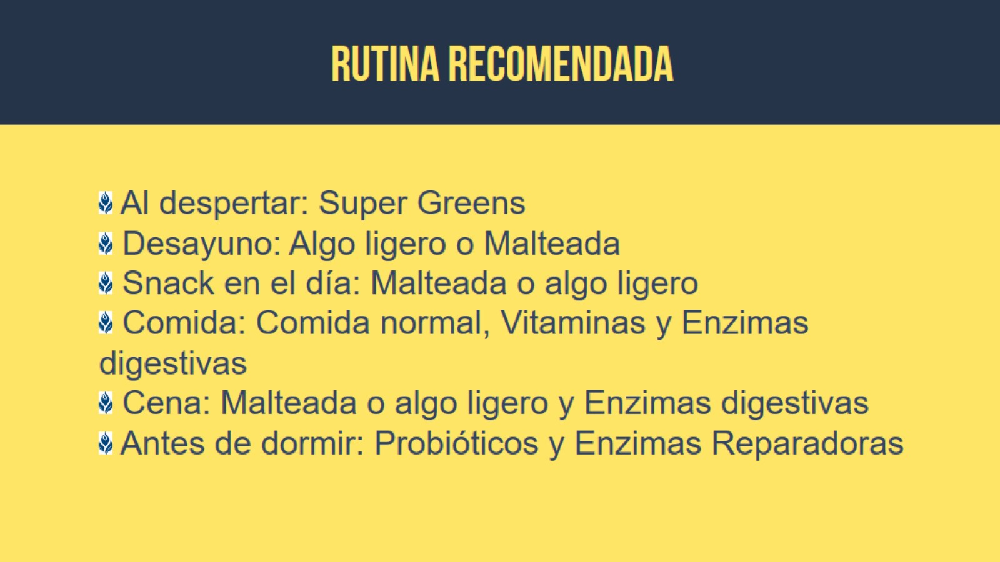 RUTINA RECOMENDADA
Al despertar: Super Greens
Desayuno: Algo ligero o Malteada
Snack en el día: Malteada o algo ligero
Comida: Comida normal, Vitaminas y Enzimas
digestivas
Cena: Malteada o algo ligero y Enzimas digestivas
Antes de dormir: Probióticos y Enzimas Reparadoras